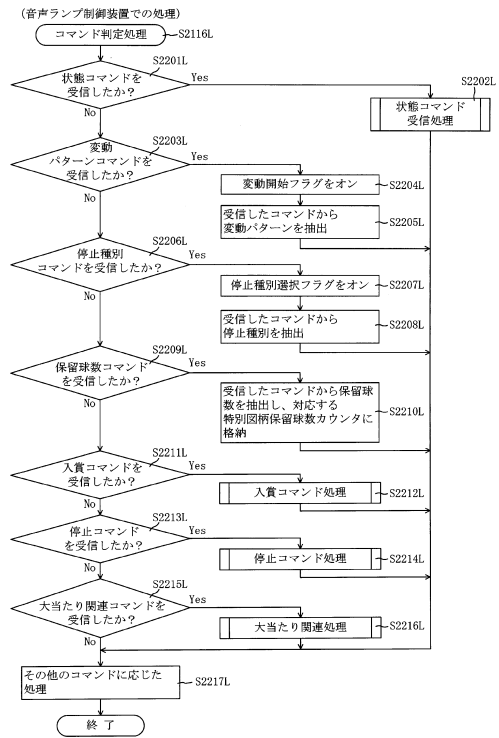 (音声ランプ制御装置での処理)
コマンド判定処理
S2116L
S2201L
状態コマンドを
受信したか?
Yes
No
S2202L
状態コマンド
受信処理
S2203L
変動
パターンコマンドを
受信したか?
Yes
No
変動開始フラグをオン
S2204L
受信したコマンドから
変動パターンを抽出
S2205L
S2206L
停止種別
コマンドを受信したか?
Yes
No
停止種別選択フラグをオン
S2207L
受信したコマンドから
停止種別を抽出
S2208L
S2209L
保留球数コマンド
を受信したか?
Yes
No
受信したコマンドから保留球
数を抽出し、対応する
特別図柄保留球数カウンタに
格納
S2210L
S2211L
入賞コマンドを
受信したか?
Yes
No
入賞コマンド処理
S2212L
S2213L
停止コマンド
を受信したか?
Yes
No
停止コマンド処理
S2214L
S2215L
大当たり関連コマンドを
受信したか?
Yes
No
大当たり関連処理
S2216L
その他のコマンドに応じた
処理
S2217L
終了